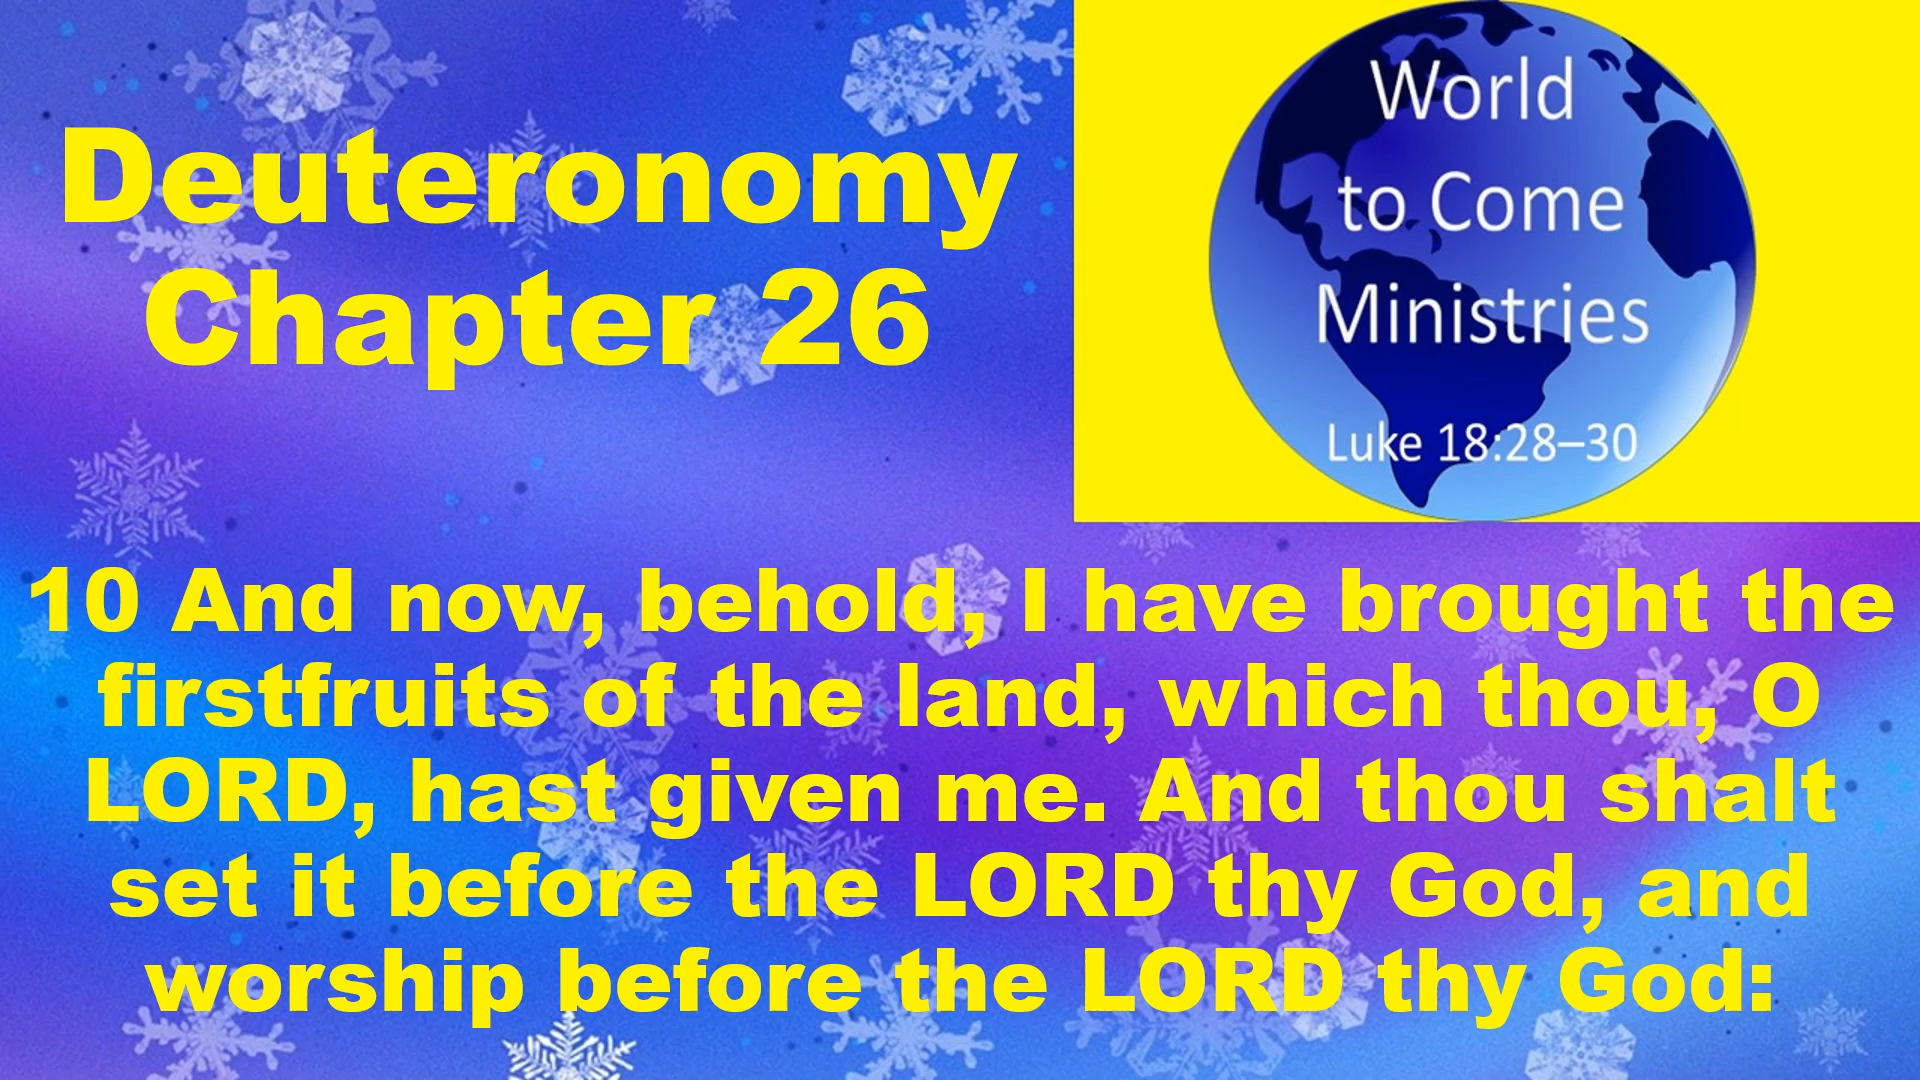 Deuteronomy
Chapter 26
World
to Come
Ministries
Luke 18:28–30
10 And now, behold, I have brought the
firstfruits of the land, which thou, O
LORD, hast given me. And thou shalt
set it before the LORD thy God, and
worship before the LORD thy God: